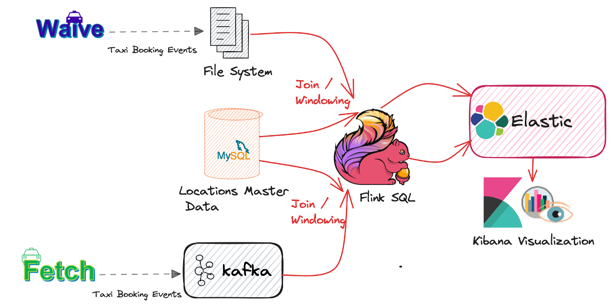 Waive
Taxi Booking Events
File System
Join /
Windowing
MySQL
Locations Master
Data
Flink SQL
Elastic
Join /
Windowing
Kibana Visualization
Fetch
Taxi Booking Events
kafka